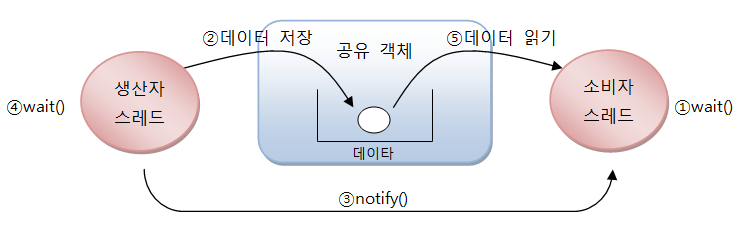 ②데이터 저장
공유 객체
⑤데이터 읽기
생산자
스레드
④wait()
소비자
스레드
①wait()
데이타
③notify()